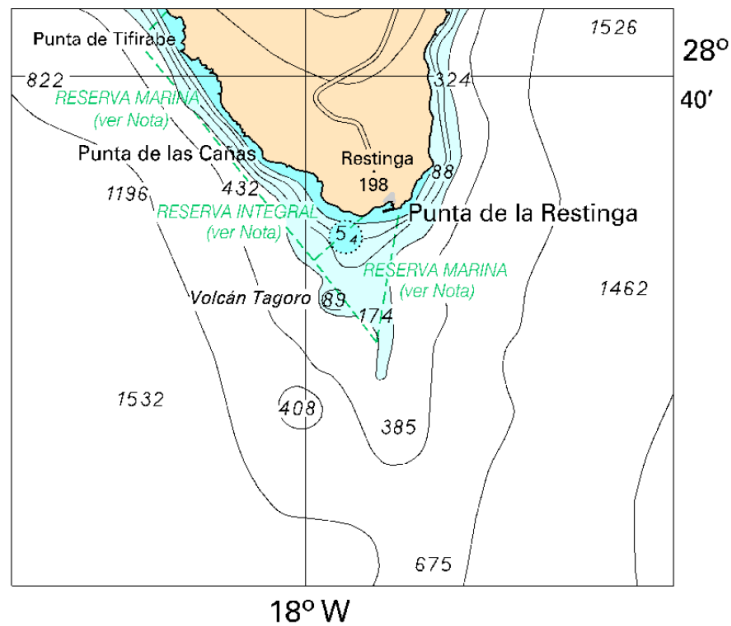 1526
28°
40'
Punta de Tifirabe
822
324
RESERVA MARINA
(ver Nota)
Punta de las Cañas
Restinga
198
88
1196
432
RESERVA INTEGRAL
(ver Nota)
Punta de la Restinga
5₄
RESERVA MARINA
(ver Nota)
Volcán Tagoro
89
174
1462
1532
408
385
675
18° W